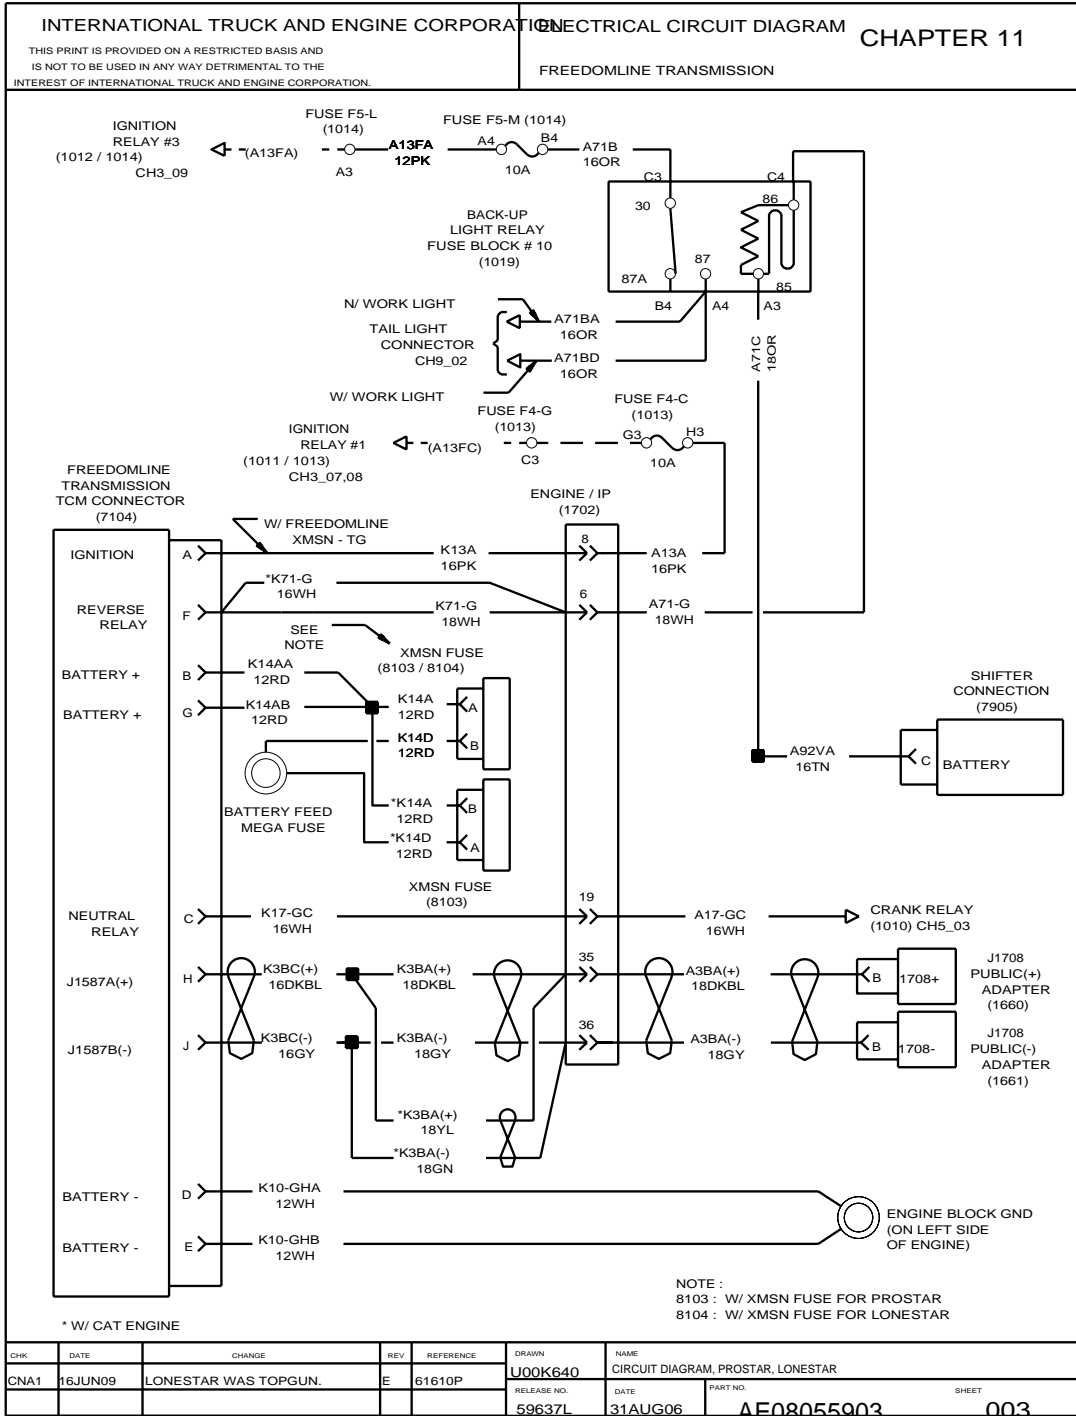 INTERNATIONAL TRUCK AND ENGINE CORPORATION
THIS PRINT IS PROVIDED ON A RESTRICTED BASIS AND
IS NOT TO BE USED IN ANY WAY DETRIMENTAL TO THE
INTEREST OF INTERNATIONAL TRUCK AND ENGINE CORPORATION.
ELECTRICAL CIRCUIT DIAGRAM
CHAPTER 11
FREEDOMLINE TRANSMISSION
IGNITION
RELAY #3
(1012 / 1014)
CH3_09
(A13FA)
FUSE F5-L
(1014)
A3
A13FA
12PK
FUSE F5-M (1014)
A4
B4
10A
A71B
16OR
C3
C4
30
86
87
87A
85
B4
A4
A3
BACK-UP
LIGHT RELAY
FUSE BLOCK # 10
(1019)
N/ WORK LIGHT
TAIL LIGHT
CONNECTOR
CH9_02
W/ WORK LIGHT
A71BA
16OR
A71BD
16OR
A71C
18OR
IGNITION
RELAY #1
(1011 / 1013)
CH3_07,08
(A13FC)
FUSE F4-G
(1013)
C3
FUSE F4-C
(1013)
G3
H3
10A
FREEDOMLINE
TRANSMISSION
TCM CONNECTOR
(7104)
ENGINE / IP
(1702)
W/ FREEDOMLINE
XMSN - TG
IGNITION
A
K13A
16PK
8
A13A
16PK
*K71-G
16WH
REVERSE
RELAY
F
K71-G
18WH
6
A71-G
18WH
SEE
NOTE
XMSN FUSE
(8103 / 8104)
BATTERY +
B
K14AA
12RD
BATTERY +
G
K14AB
12RD
K14A
12RD
A
K14D
12RD
B
BATTERY FEED
MEGA FUSE
*K14A
12RD
B
*K14D
12RD
A
XMSN FUSE
(8103)
SHIFTER
CONNECTION
(7905)
A92VA
16TN
C
BATTERY
NEUTRAL
RELAY
C
K17-GC
16WH
19
A17-GC
16WH
CRANK RELAY
(1010) CH5_03
J1587A(+)
H
K3BC(+)
16DKBL
K3BA(+)
18DKBL
35
A3BA(+)
18DKBL
B
1708+
J1708
PUBLIC(+)
ADAPTER
(1660)
J1587B(-)
J
K3BC(-)
16GY
K3BA(-)
18GY
36
A3BA(-)
18GY
B
1708-
J1708
PUBLIC(-)
ADAPTER
(1661)
*K3BA(+)
18YL
*K3BA(-)
18GN
BATTERY -
D
K10-GHA
12WH
BATTERY -
E
K10-GHB
12WH
ENGINE BLOCK GND
(ON LEFT SIDE
OF ENGINE)
NOTE :
8103 : W/ XMSN FUSE FOR PROSTAR
8104 : W/ XMSN FUSE FOR LONESTAR
* W/ CAT ENGINE
CHK DATE CHANGE REV REFERENCE
CNA1 16JUN09 LONESTAR WAS TOPGUN. E 61610P
DRAWN
U00K640
NAME
CIRCUIT DIAGRAM, PROSTAR, LONESTAR
RELEASE NO.
59637L
DATE
31AUG06
PART NO.
AF08055903
SHEET
003